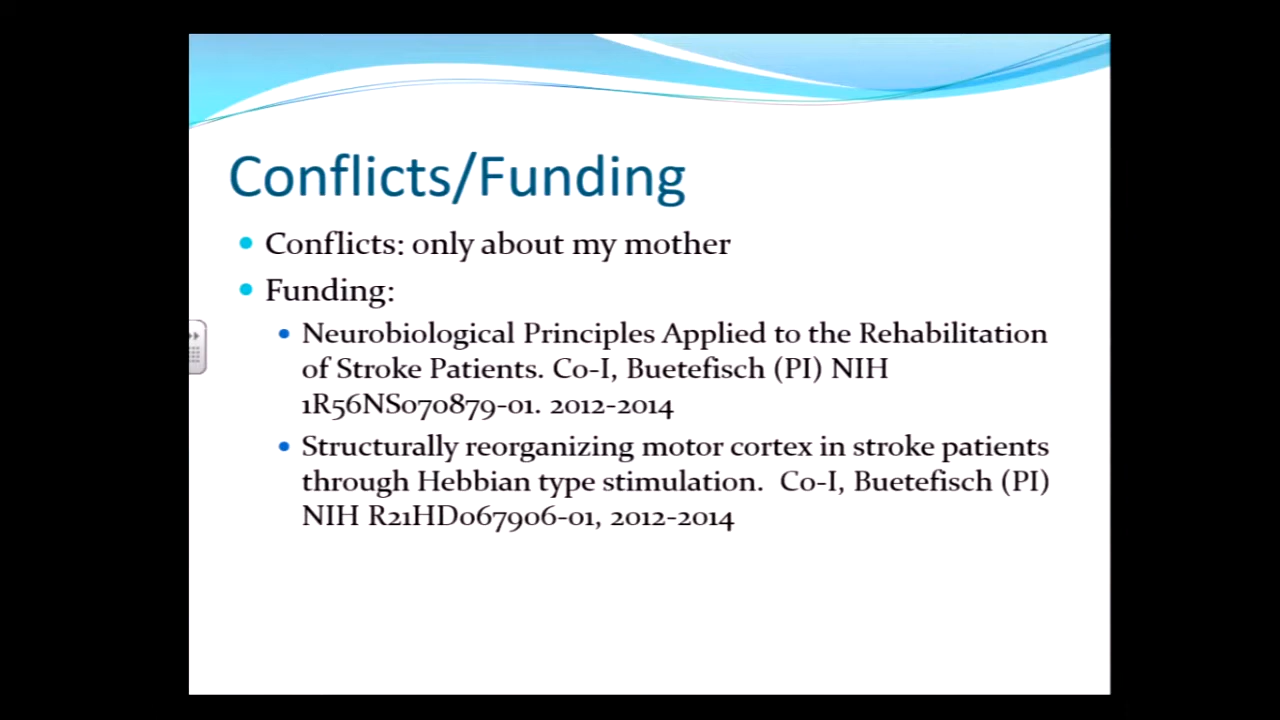 Conflicts/Funding
Conflicts: only about my mother
Funding:
Neurobiological Principles Applied to the Rehabilitation
of Stroke Patients. Co-I, Buetefisch (PI) NIH
1R56NS070879-01. 2012-2014
Structurally reorganizing motor cortex in stroke patients
through Hebbian type stimulation.  Co-I, Buetefisch (PI)
NIH R21HD067906-01, 2012-2014